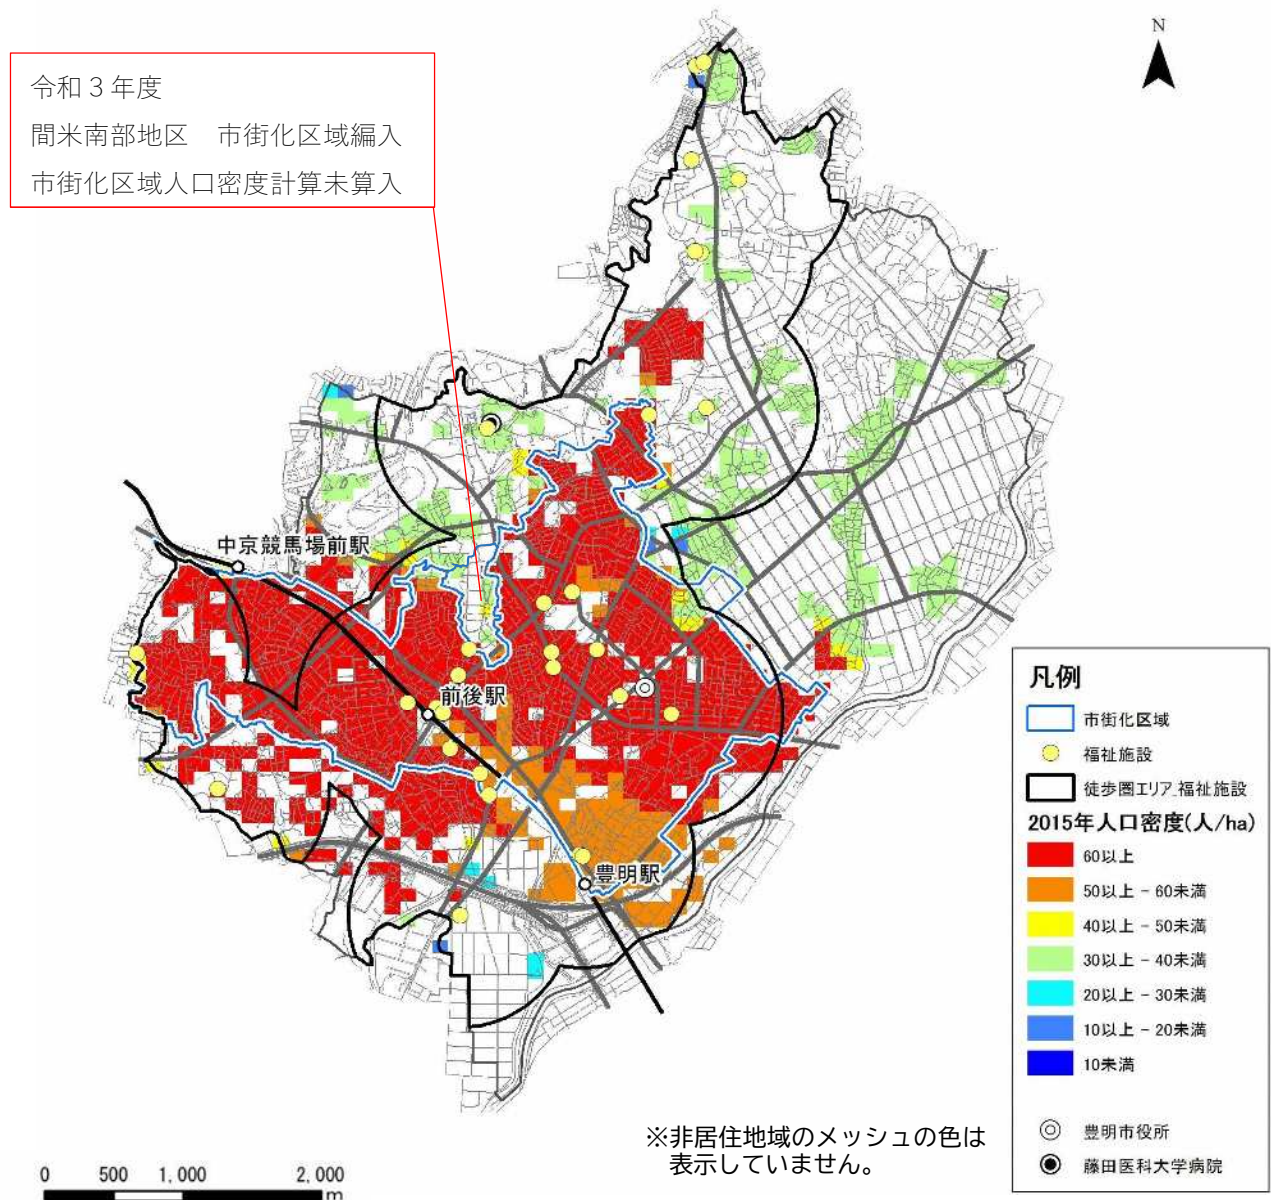 N
令和３年度
間米南部地区　市街化区域編入
市街化区域人口密度計算未算入
中京競馬場前駅
前後駅
豊明駅
凡例
市街化区域
福祉施設
徒歩圏エリア_福祉施設
2015年人口密度(人/ha)
60以上
50以上 - 60未満
40以上 - 50未満
30以上 - 40未満
20以上 - 30未満
10以上 - 20未満
10未満
豊明市役所
藤田医科大学病院
※非居住地域のメッシュの色は
表示していません。
0 500 1,000 2,000
m